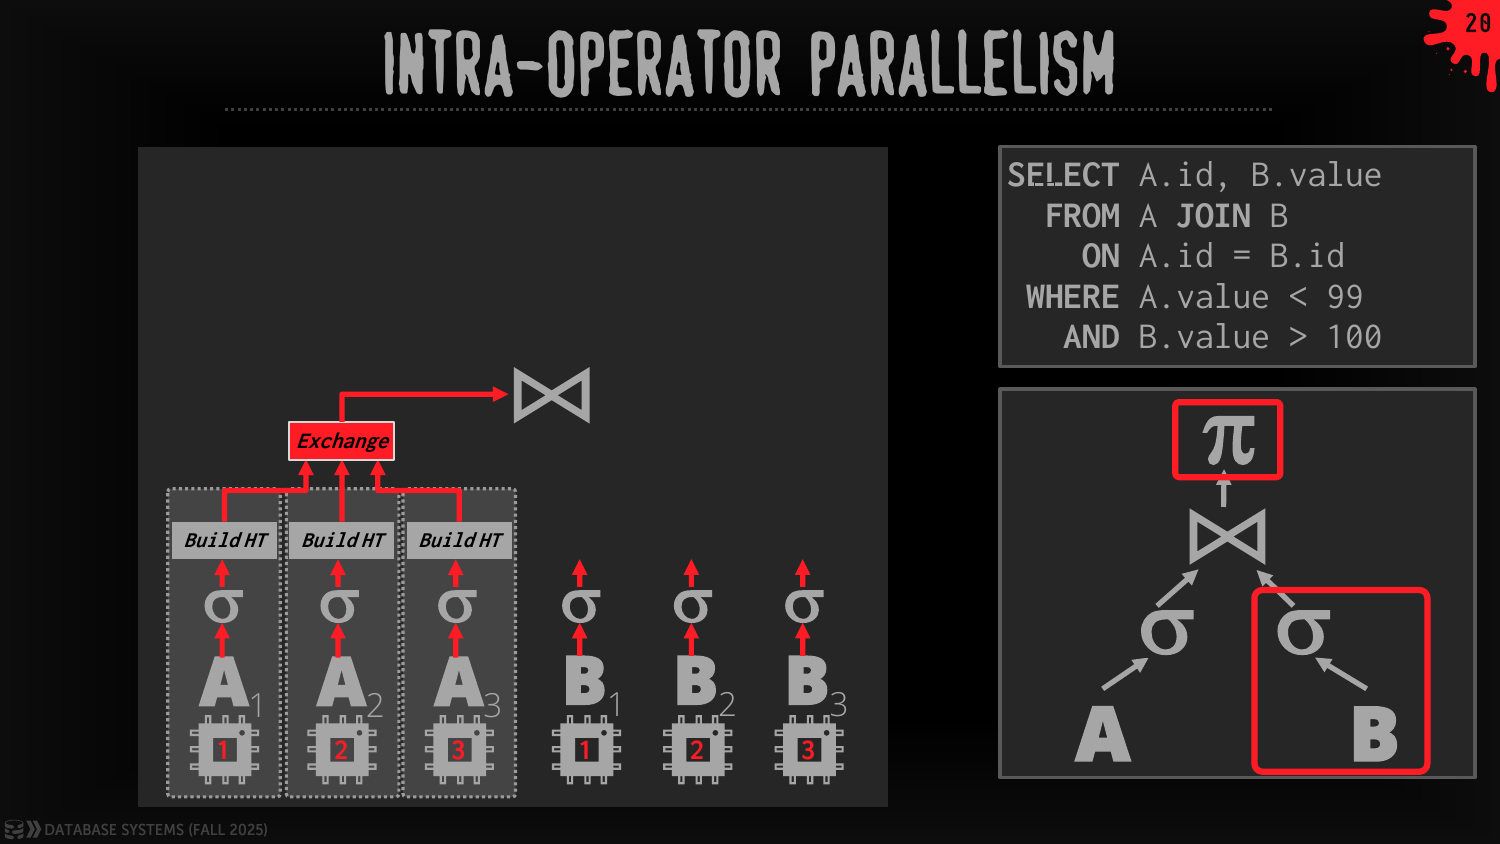 20
INTRA-OPERATOR PARALLELISM
SELECT A.id, B.value
FROM A JOIN B
ON A.id = B.id
WHERE A.value < 99
AND B.value > 100
⋈
Exchange
Build HT Build HT Build HT
σ σ σ σ σ σ
A1 A2 A3 B1 B2 B3
1 2 3 1 2 3
π
⋈
σ σ
A B
DATABASE SYSTEMS (FALL 2025)